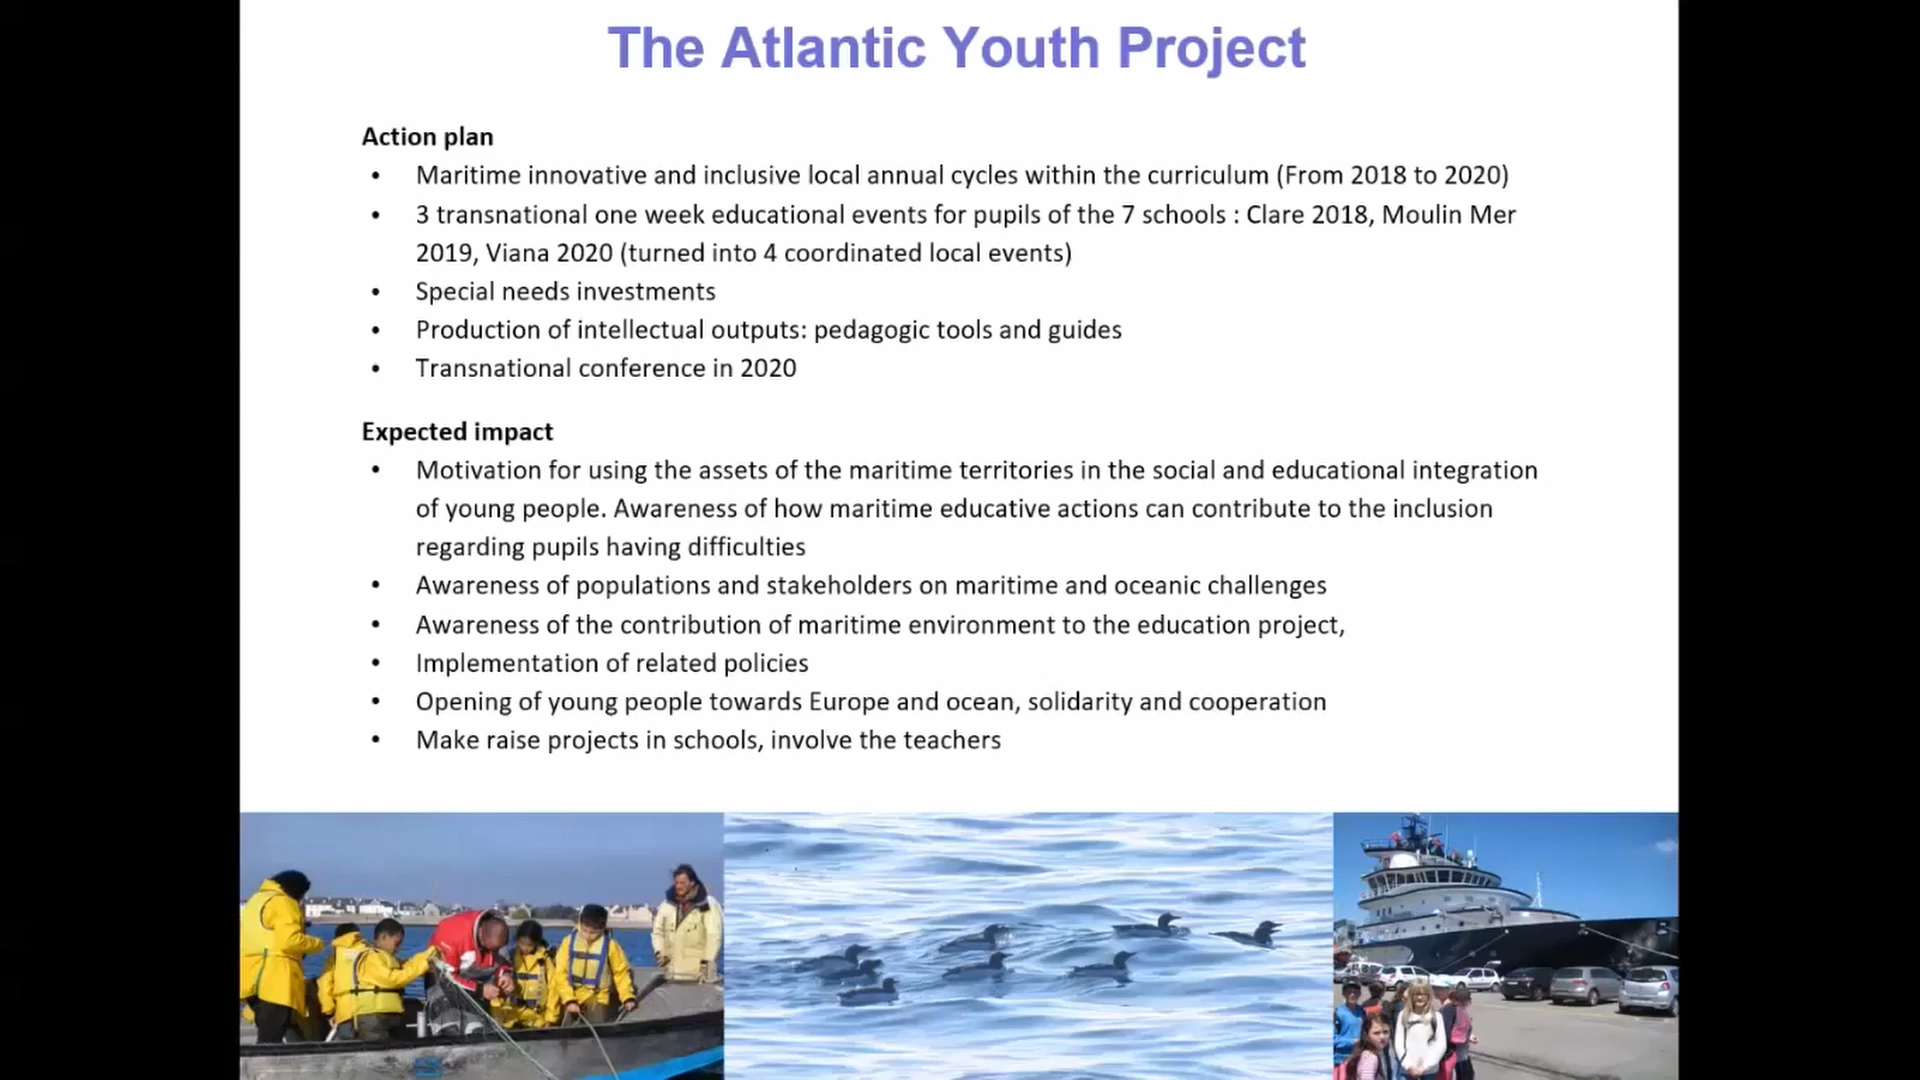 The Atlantic Youth Project
Action plan
• Maritime innovative and inclusive local annual cycles within the curriculum (From 2018 to 2020)
• 3 transnational one week educational events for pupils of the 7 schools : Clare 2018, Moulin Mer
2019, Viana 2020 (turned into 4 coordinated local events)
• Special needs investments
• Production of intellectual outputs: pedagogic tools and guides
• Transnational conference in 2020
Expected impact
• Motivation for using the assets of the maritime territories in the social and educational integration
of young people. Awareness of how maritime educative actions can contribute to the inclusion
regarding pupils having difficulties
• Awareness of populations and stakeholders on maritime and oceanic challenges
• Awareness of the contribution of maritime environment to the education project,
• Implementation of related policies
• Opening of young people towards Europe and ocean, solidarity and cooperation
• Make raise projects in schools, involve the teachers